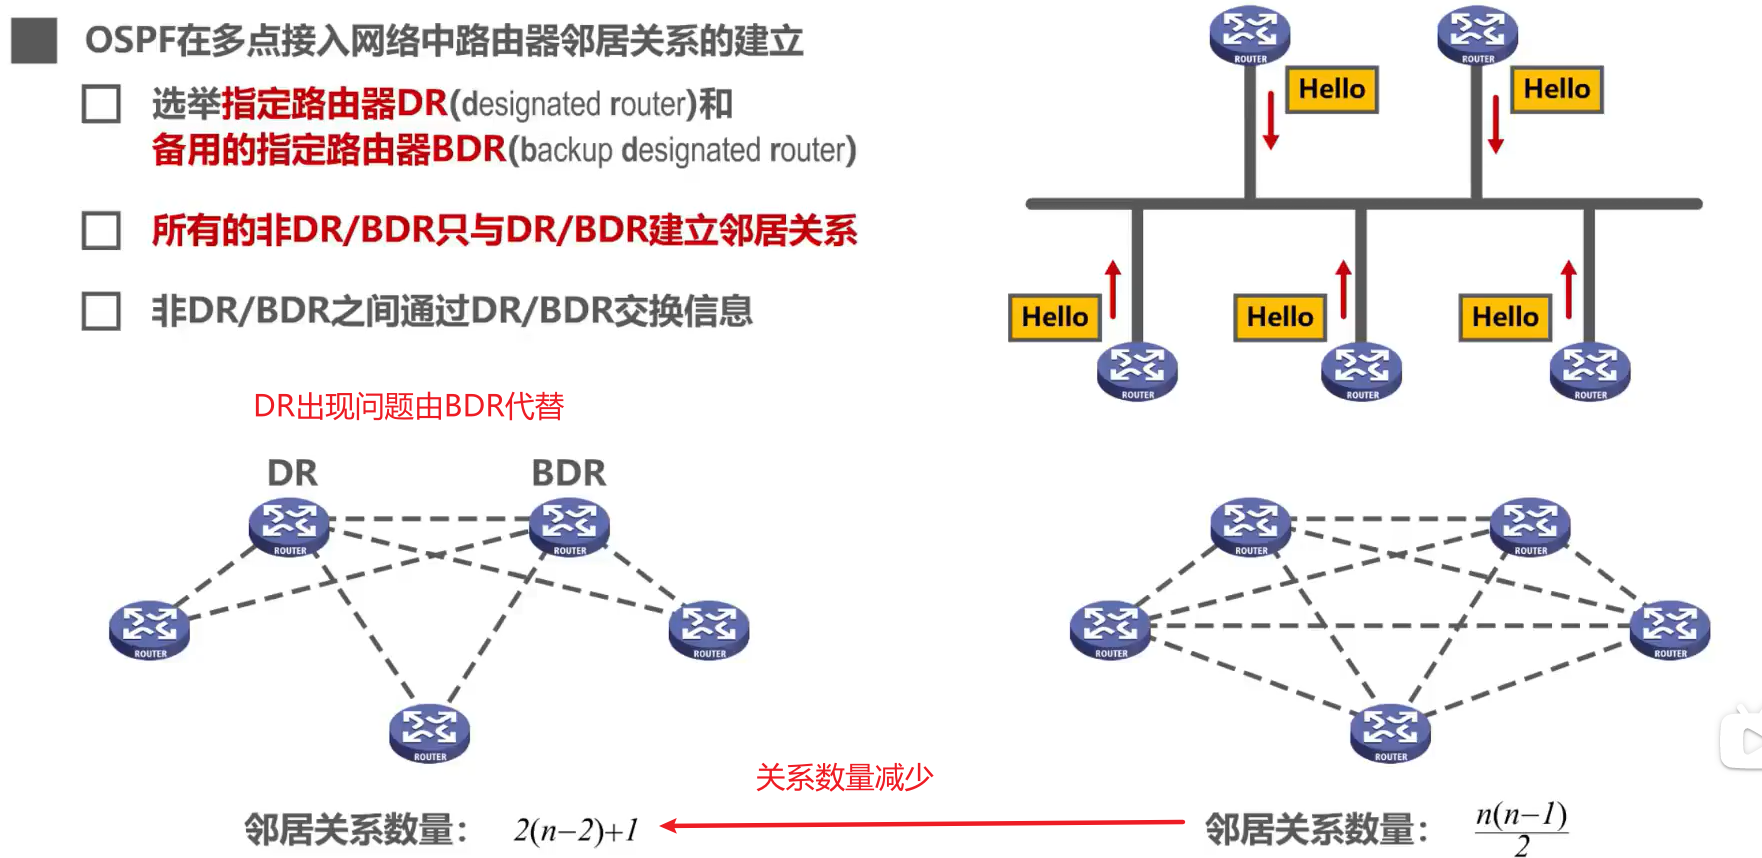 OSPF在多点接入网络中路由器邻居关系的建立
选举指定路由器DR(designated router)和
备用的指定路由器BDR(backup designated router)
所有的非DR/BDR只与DR/BDR建立邻居关系
非DR/BDR之间通过DR/BDR交换信息
ROUTER
ROUTER
Hello
Hello
Hello
Hello
Hello
ROUTER
ROUTER
ROUTER
DR出现问题由BDR代替
DR
BDR
ROUTER
ROUTER
ROUTER
ROUTER
ROUTER
ROUTER
ROUTER
ROUTER
ROUTER
ROUTER
关系数量减少
邻居关系数量： 2(n−2)+1
邻居关系数量： n(n−1)
2